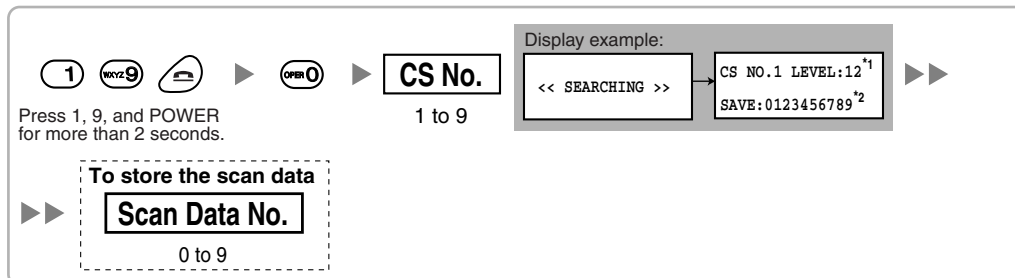 Display example:
1) WXYZ9 OPER0 CS No. << SEARCHING >> CS NO.1 LEVEL:12*1
SAVE:0123456789*2
Press 1, 9, and POWER
for more than 2 seconds.
1 to 9
To store the scan data
Scan Data No.
0 to 9